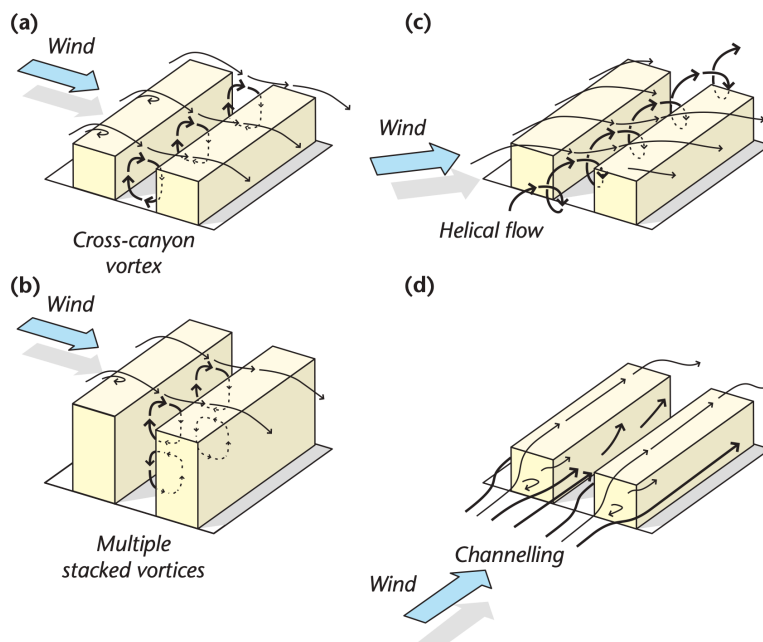 (a)
Wind
Cross-canyon
vortex
(b)
Wind
Multiple
stacked vortices
(c)
Wind
Helical flow
(d)
Channelling
Wind